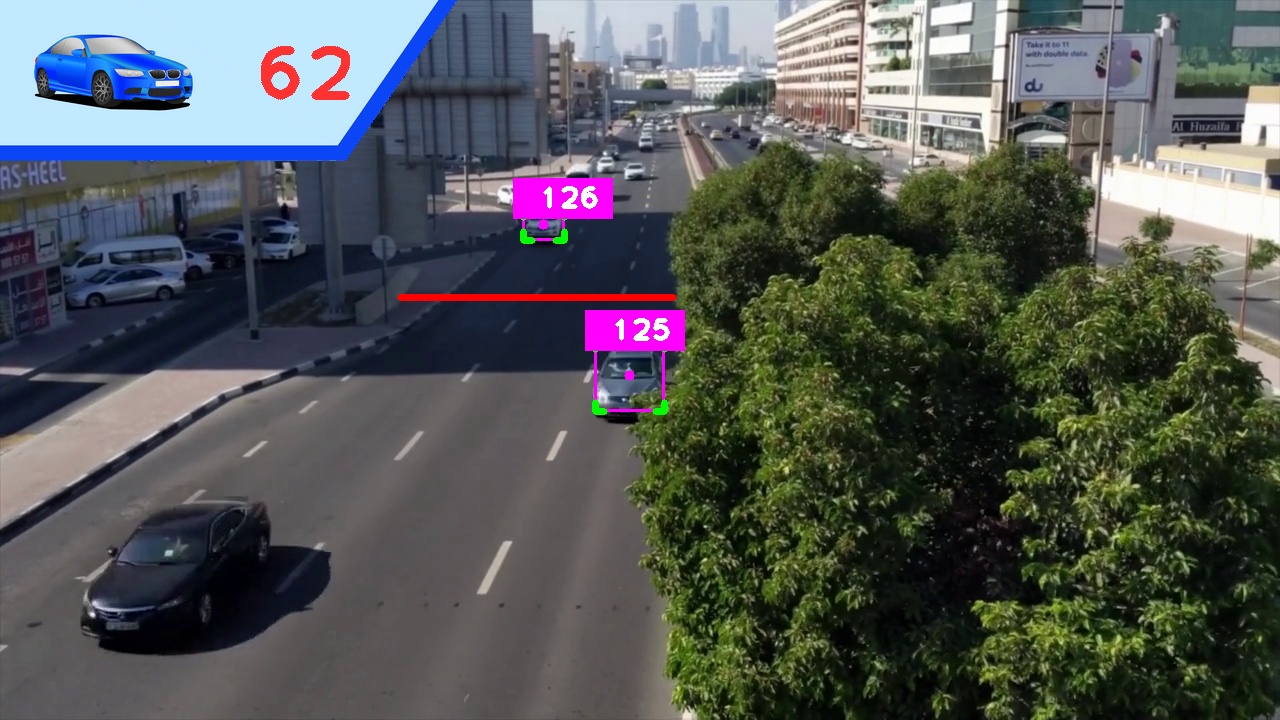 62
AS-HEEL
126
125
Take it to 11
with double data.
du
Al Huzaifa